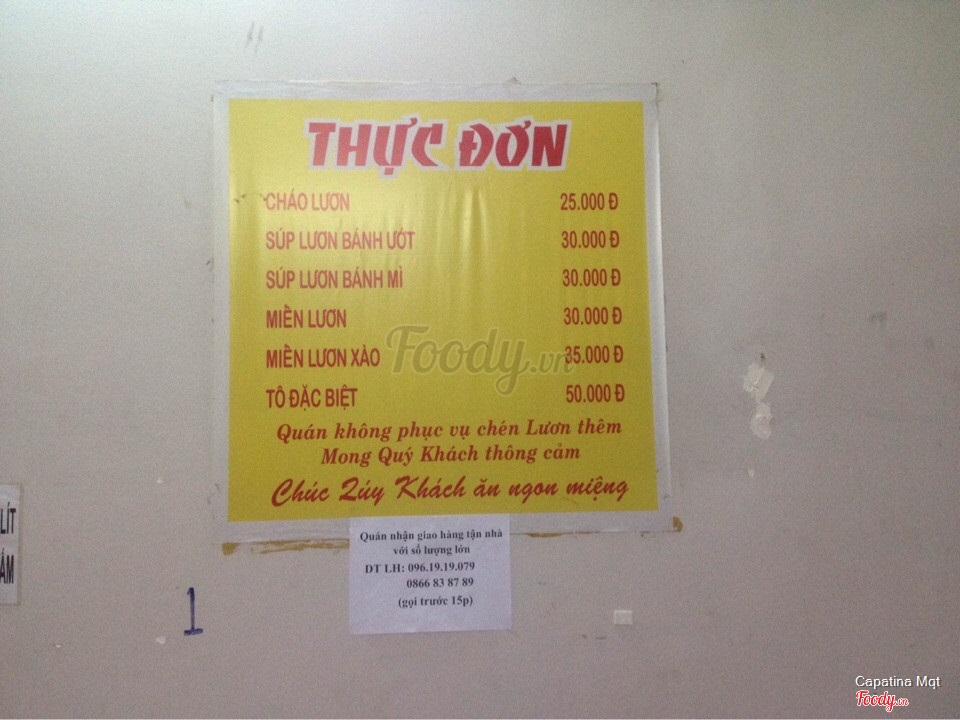 THỰC ĐƠN
CHÁO LƯƠN 25.000 Đ
SÚP LƯƠN BÁNH ƯỚT 30.000 Đ
SÚP LƯƠN BÁNH MÌ 30.000 Đ
MIẾN LƯƠN 30.000 Đ
MIẾN LƯƠN XÀO 35.000 Đ
TÔ ĐẶC BIỆT 50.000 Đ
Foody.vn
Quán không phục vụ chén Lươn thêm
Mong Quý Khách thông cảm
Chúc Qúy Khách ăn ngon miệng
Quán nhận giao hàng tận nhà
với số lượng lớn
DT LH: 096.19.19.079
0866 83 87 89
(gọi trước 15p)
LÍT
ẤM
1
Capatina Mqt
Foody.vn